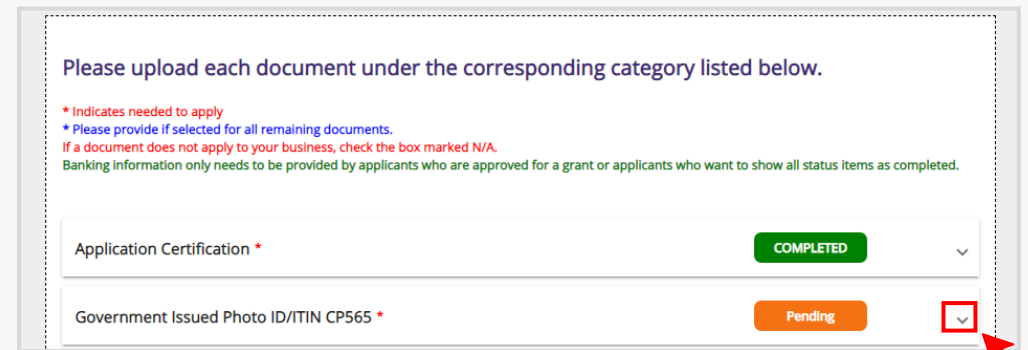 Please upload each document under the corresponding category listed below.
* Indicates needed to apply
* Please provide if selected for all remaining documents.
If a document does not apply to your business, check the box marked N/A.
Banking information only needs to be provided by applicants who are approved for a grant or applicants who want to show all status items as completed.
Application Certification * COMPLETED
Government Issued Photo ID/ITIN CP565 * Pending